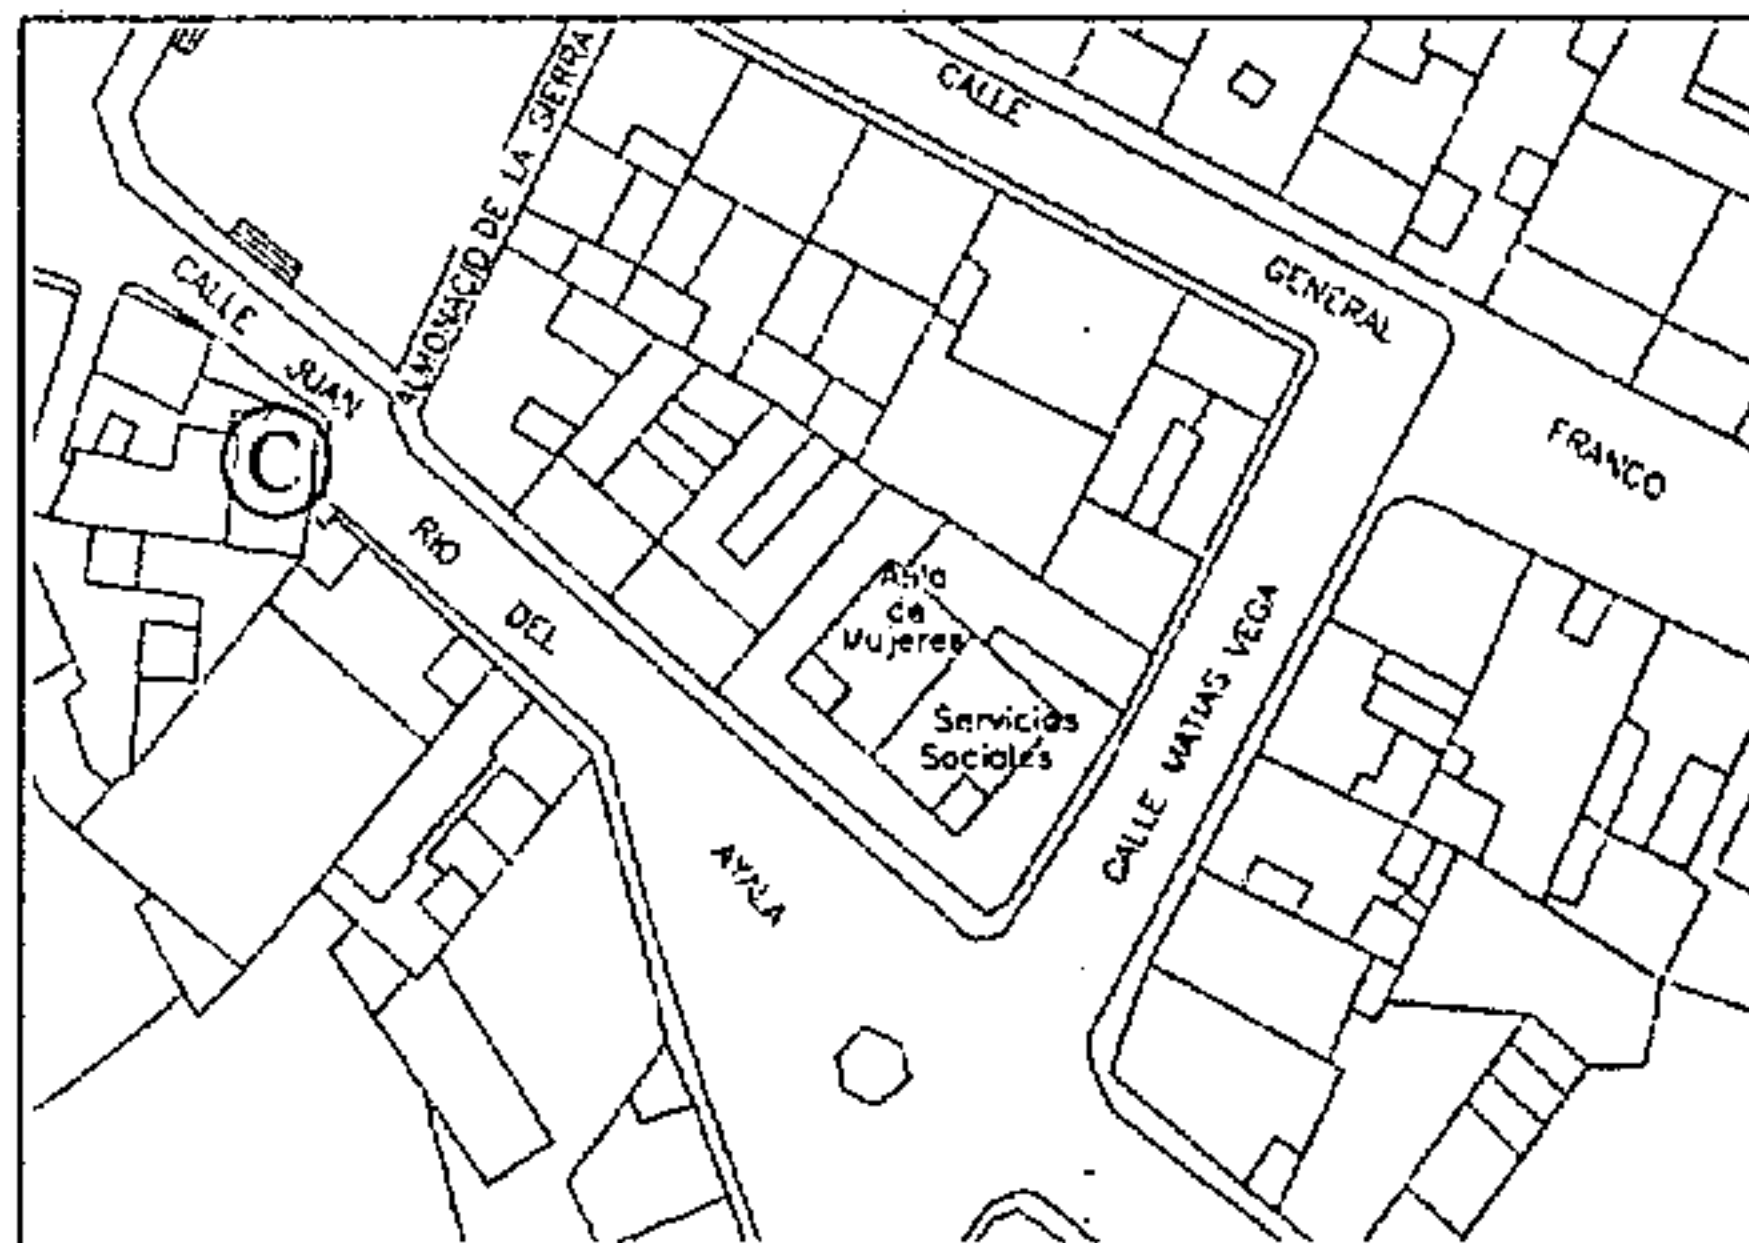 CALLE GENERAL FRANCO
ALMONACID DE LA SIERRA
CALLE JUAN RIO DEL AYALA
C
de
Mujeres
Servicios
Sociales
CALLE MATIAS VEGA